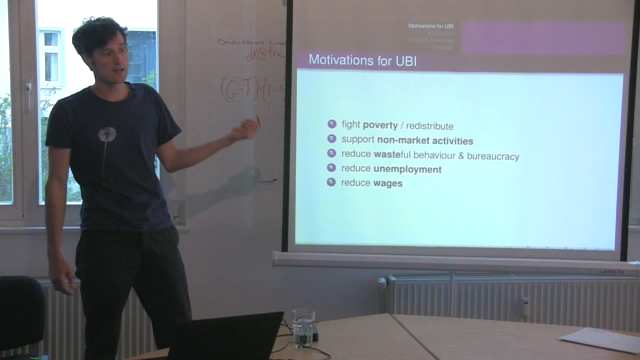 Motivations for UBI
Motivations for UBI
fight poverty / redistribute
support non-market activities
reduce wasteful behaviour & bureaucracy
reduce unemployment
reduce wages